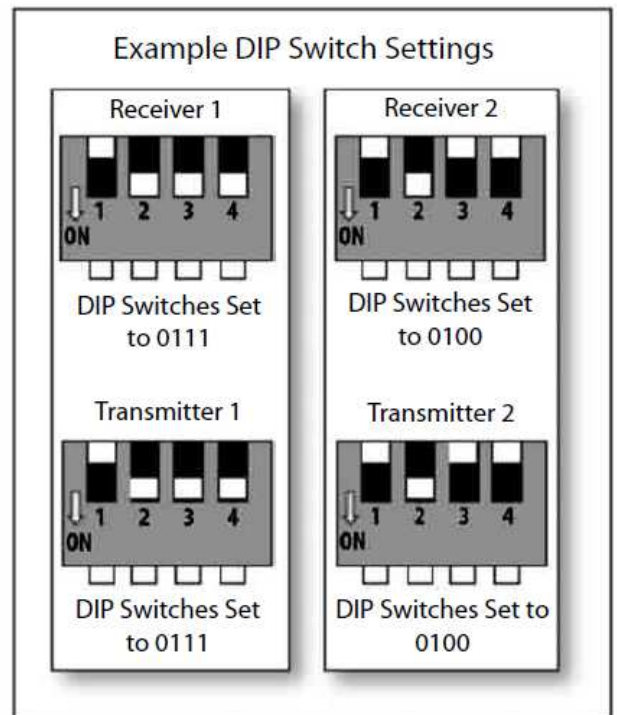 Example DIP Switch Settings
Receiver 1
1 2 3 4
ON
DIP Switches Set
to 0111
Transmitter 1
1 2 3 4
ON
DIP Switches Set
to 0111
Receiver 2
1 2 3 4
ON
DIP Switches Set
to 0100
Transmitter 2
1 2 3 4
ON
DIP Switches Set to
0100